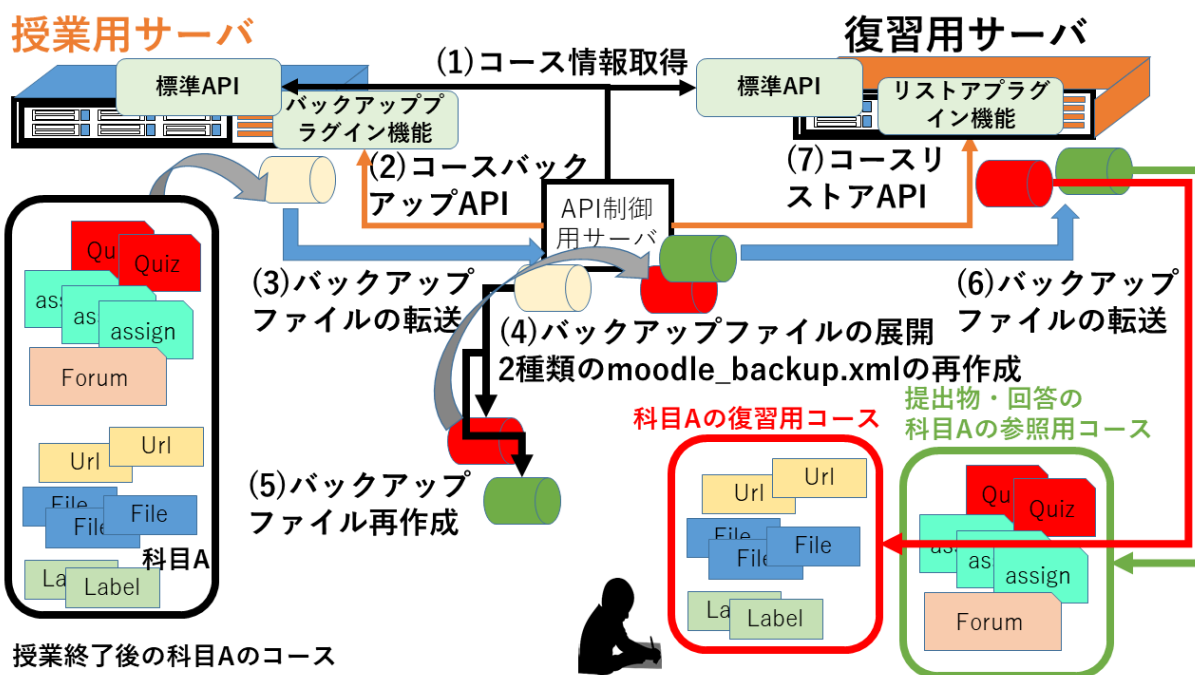 授業用サーバ
復習用サーバ
(1)コース情報取得
標準API
標準API
バックアッププ
ラグイン機能
リストアプラグ
イン機能
(2)コースバック
アップAPI
(7)コースリ
ストアAPI
API制御
用サーバ
(3)バックアップ
ファイルの転送
(6)バックアップ
ファイルの転送
(4)バックアップファイルの展開
2種類のmoodle_backup.xmlの再作成
(5)バックアップ
ファイル再作成
Qu
Quiz
ass
as
assign
Forum
Url
Url
File
File
File
科目A
La
Label
授業終了後の科目Aのコース
科目Aの復習用コース
Url
Url
File
File
File
La
Label
提出物・回答の
科目Aの参照用コース
Qu
Quiz
as
as
assign
Forum